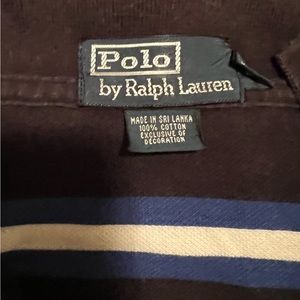 Polo
by Ralph Lauren
MADE IN SRI LANKA
100% COTTON
EXCLUSIVE OF
DECORATION